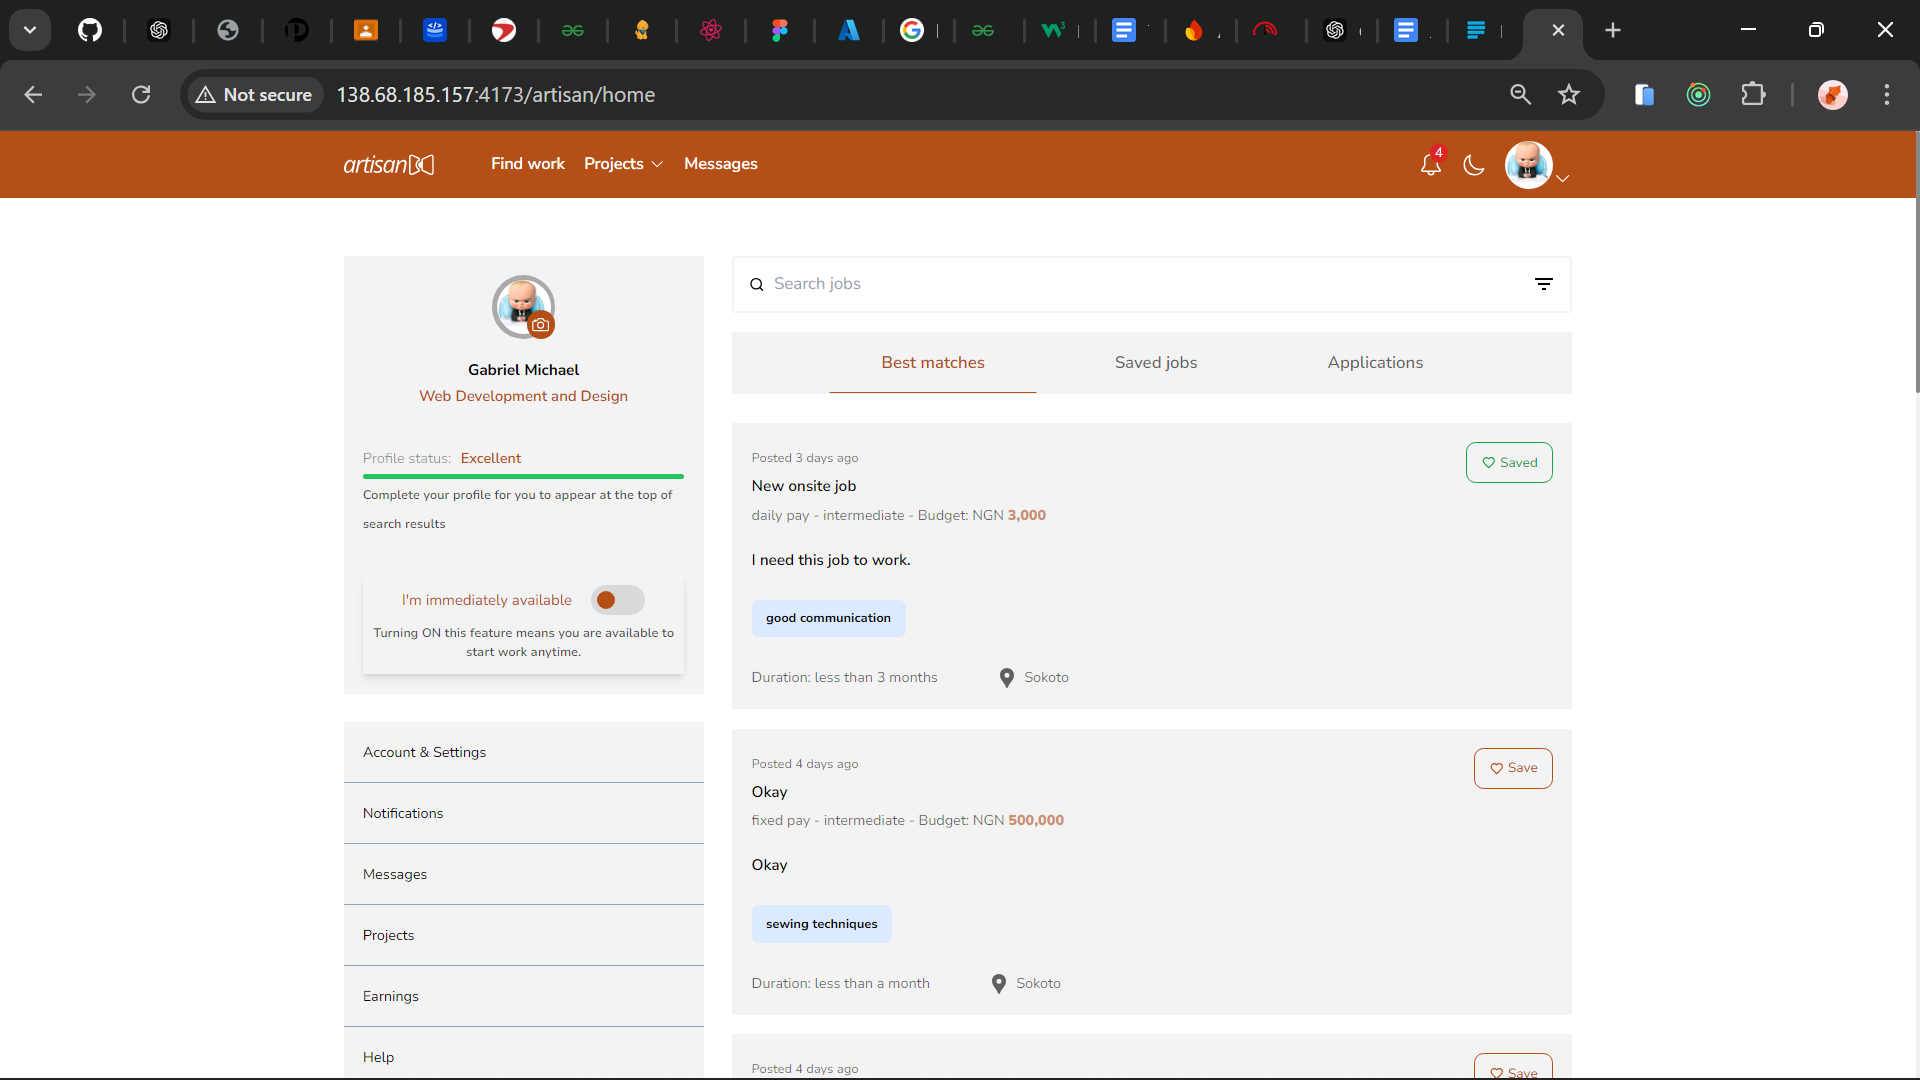 Not secure
138.68.185.157:4173/artisan/home
artisan
Find work
Projects
Messages
4
Gabriel Michael
Web Development and Design
Profile status: Excellent
Complete your profile for you to appear at the top of
search results
I'm immediately available
Turning ON this feature means you are available to
start work anytime.
Account & Settings
Notifications
Messages
Projects
Earnings
Help
Search jobs
Best matches
Saved jobs
Applications
Posted 3 days ago
Saved
New onsite job
daily pay - intermediate - Budget: NGN 3,000
I need this job to work.
good communication
Duration: less than 3 months
Sokoto
Posted 4 days ago
Save
Okay
fixed pay - intermediate - Budget: NGN 500,000
Okay
sewing techniques
Duration: less than a month
Sokoto
Posted 4 days ago
Save